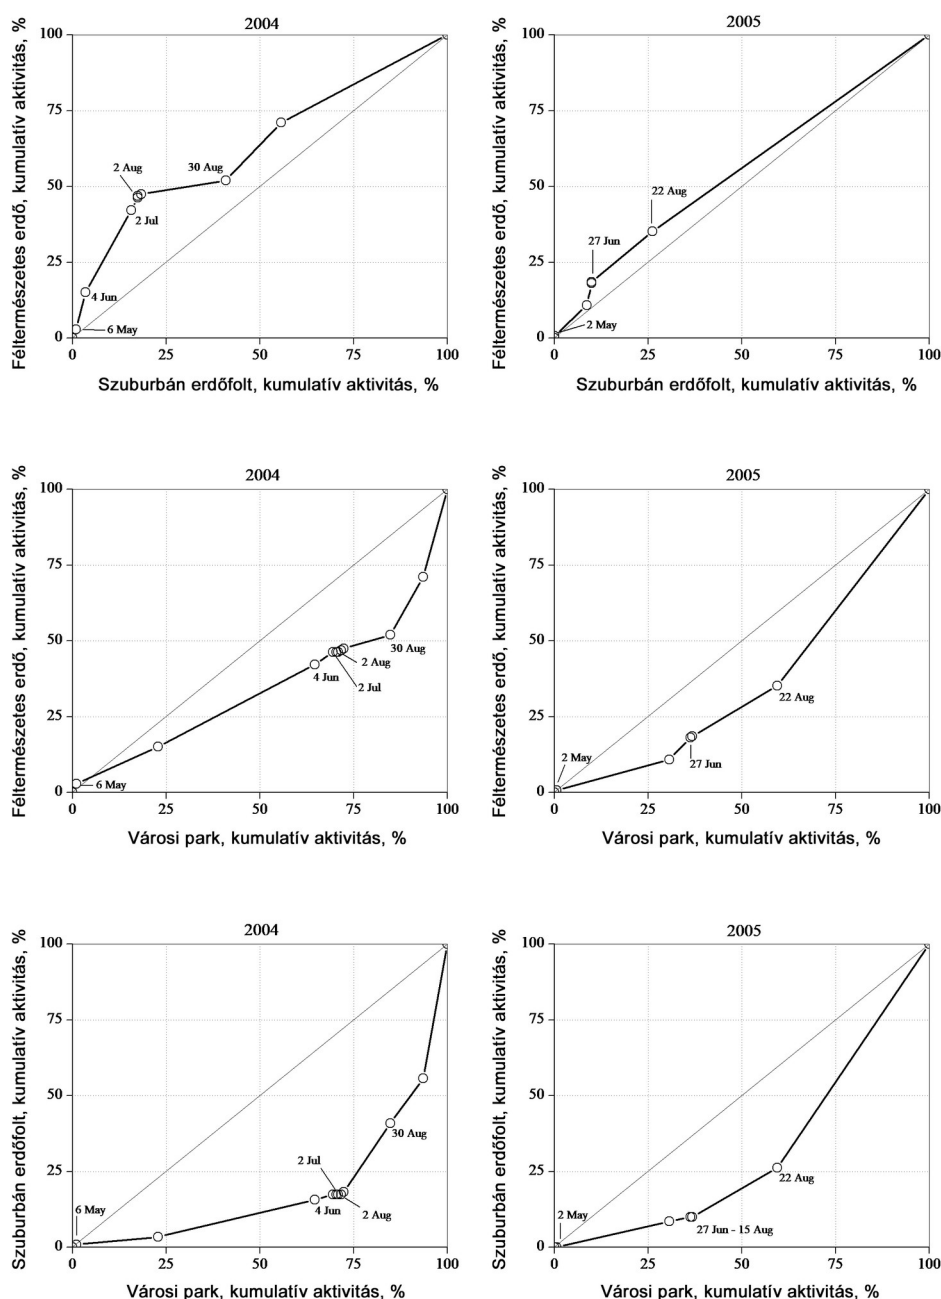 2004
Féltermészetes erdő, kumulatív aktivitás, %
100
75
50
25
0
2 Aug
30 Aug
2 Jul
4 Jun
6 May
0 25 50 75 100
Szuburbán erdőfolt, kumulatív aktivitás, %
2005
Féltermészetes erdő, kumulatív aktivitás, %
100
75
50
25
0
22 Aug
27 Jun
2 May
0 25 50 75 100
Szuburbán erdőfolt, kumulatív aktivitás, %
2004
Féltermészetes erdő, kumulatív aktivitás, %
100
75
50
25
0
30 Aug
2 Aug
4 Jun
2 Jul
6 May
0 25 50 75 100
Városi park, kumulatív aktivitás, %
2005
Féltermészetes erdő, kumulatív aktivitás, %
100
75
50
25
0
22 Aug
27 Jun
2 May
0 25 50 75 100
Városi park, kumulatív aktivitás, %
2004
Szuburbán erdőfolt, kumulatív aktivitás, %
100
75
50
25
0
30 Aug
2 Jul
4 Jun
2 Aug
6 May
0 25 50 75 100
Városi park, kumulatív aktivitás, %
2005
Szuburbán erdőfolt, kumulatív aktivitás, %
100
75
50
25
0
22 Aug
27 Jun - 15 Aug
2 May
0 25 50 75 100
Városi park, kumulatív aktivitás, %